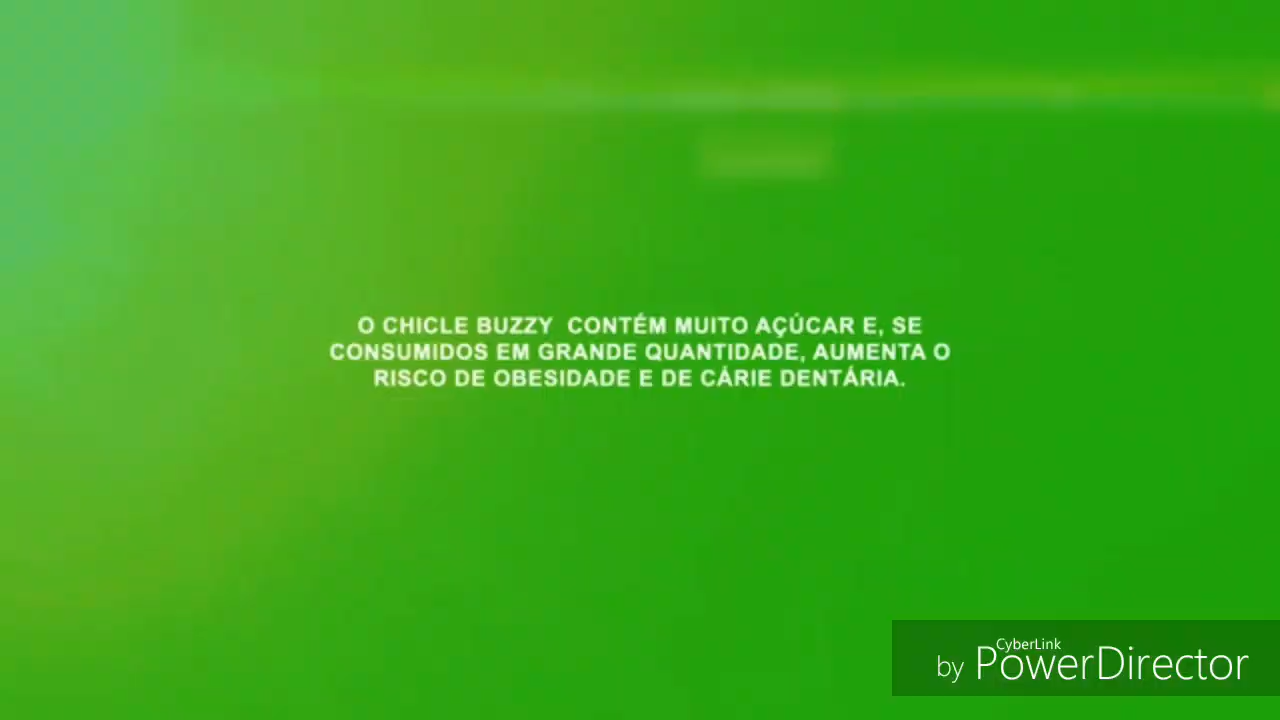 O CHICLE BUZZY  CONTÉM MUITO AÇÚCAR E, SE
CONSUMIDOS EM GRANDE QUANTIDADE, AUMENTA O
RISCO DE OBESIDADE E DE CÁRIE DENTÁRIA.
CyberLink
by PowerDirector